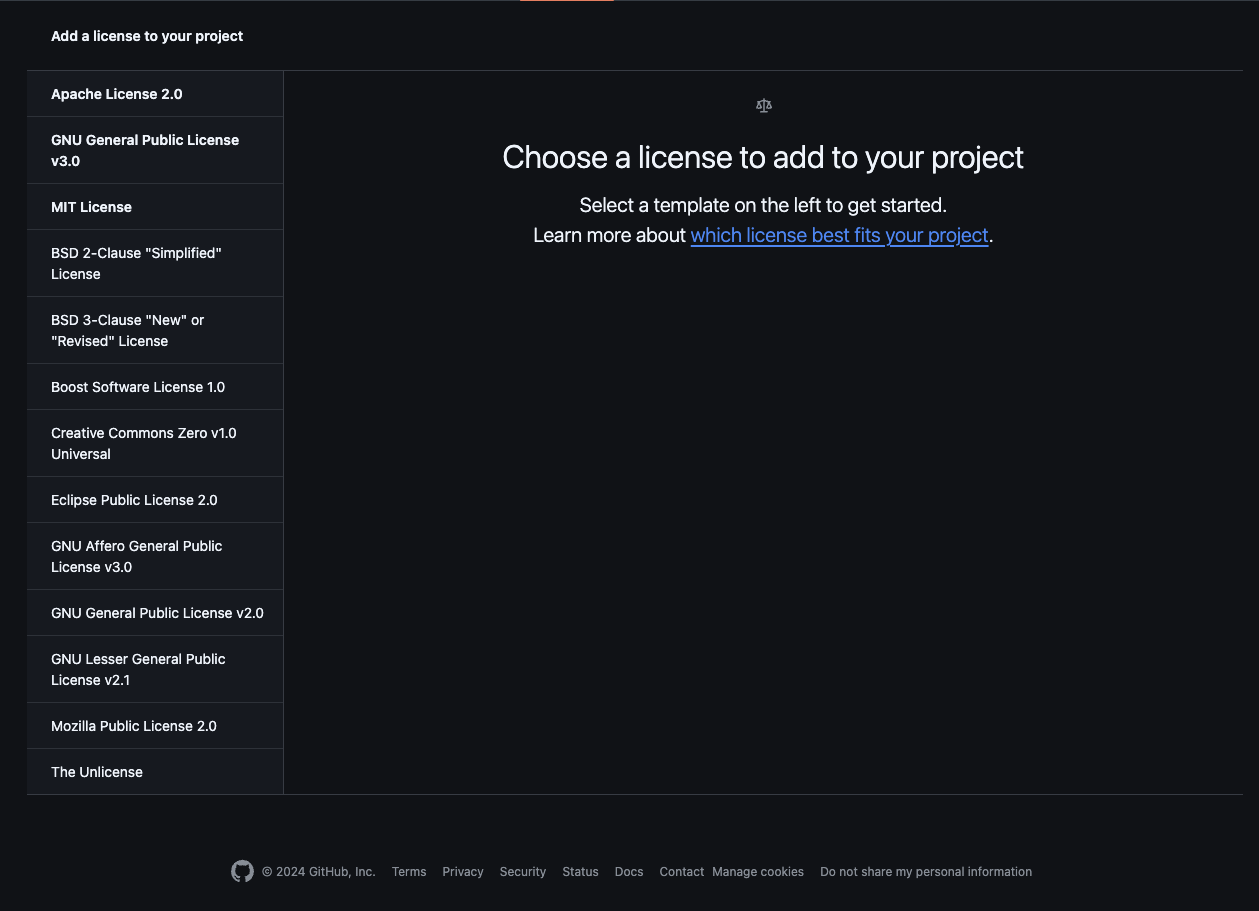 Add a license to your project
Apache License 2.0
GNU General Public License
v3.0
MIT License
BSD 2-Clause "Simplified"
License
BSD 3-Clause "New" or
"Revised" License
Boost Software License 1.0
Creative Commons Zero v1.0
Universal
Eclipse Public License 2.0
GNU Affero General Public
License v3.0
GNU General Public License v2.0
GNU Lesser General Public
License v2.1
Mozilla Public License 2.0
The Unlicense
Choose a license to add to your project
Select a template on the left to get started.
Learn more about which license best fits your project.
© 2024 GitHub, Inc. Terms Privacy Security Status Docs Contact Manage cookies Do not share my personal information